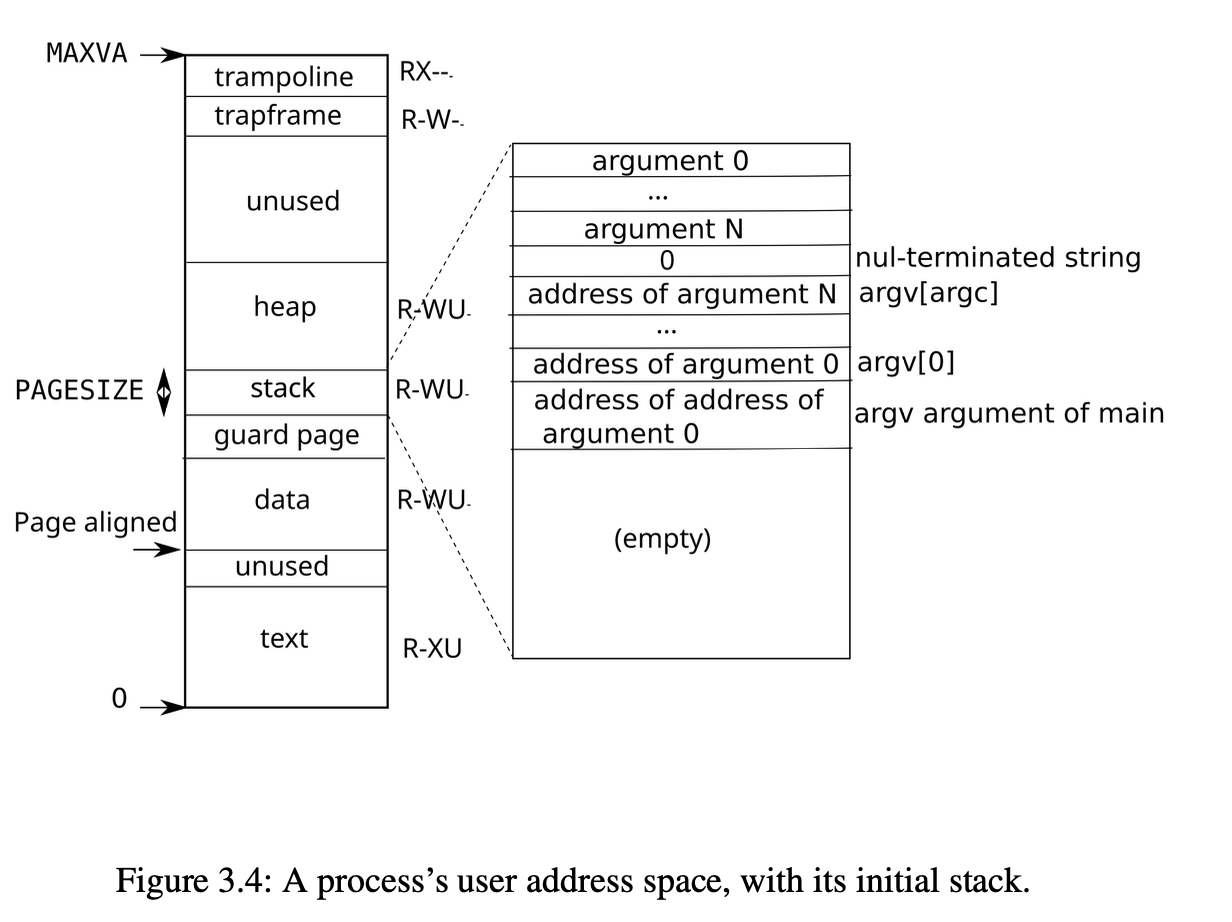 MAXVA
trampoline
RX--
trapframe
R-W-
unused
heap
R-WU
PAGESIZE
stack
R-WU
guard page
data
R-WU
Page aligned
unused
text
R-XU
0
argument 0
...
argument N
0
nul-terminated string
address of argument N
argv[argc]
...
address of argument 0
argv[0]
address of address of
argument 0
argv argument of main
(empty)
Figure 3.4: A process’s user address space, with its initial stack.